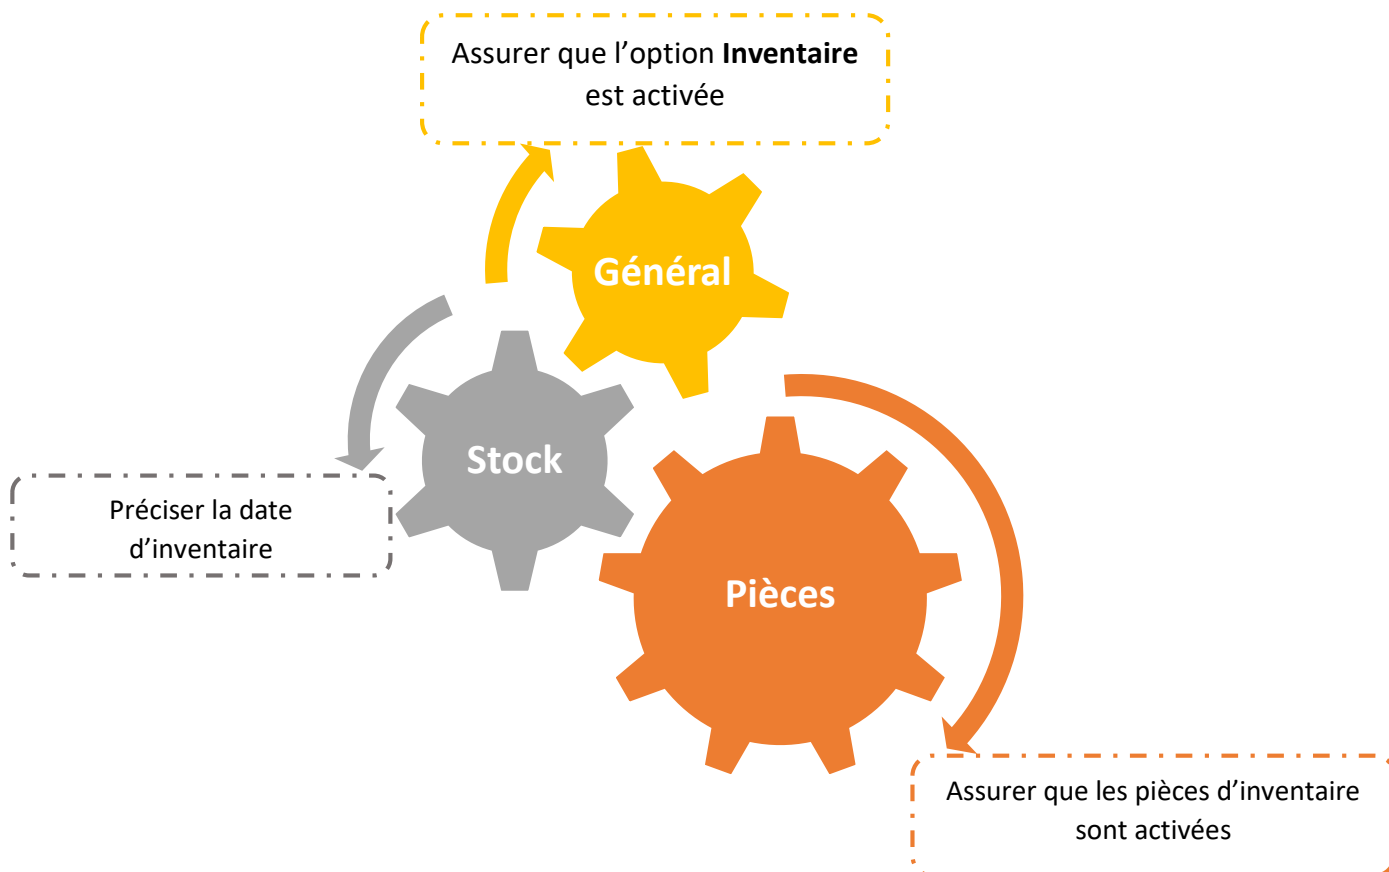 Assurer que l’option Inventaire
est activée
Général
Stock
Préciser la date
d’inventaire
Pièces
Assurer que les pièces d’inventaire
sont activées